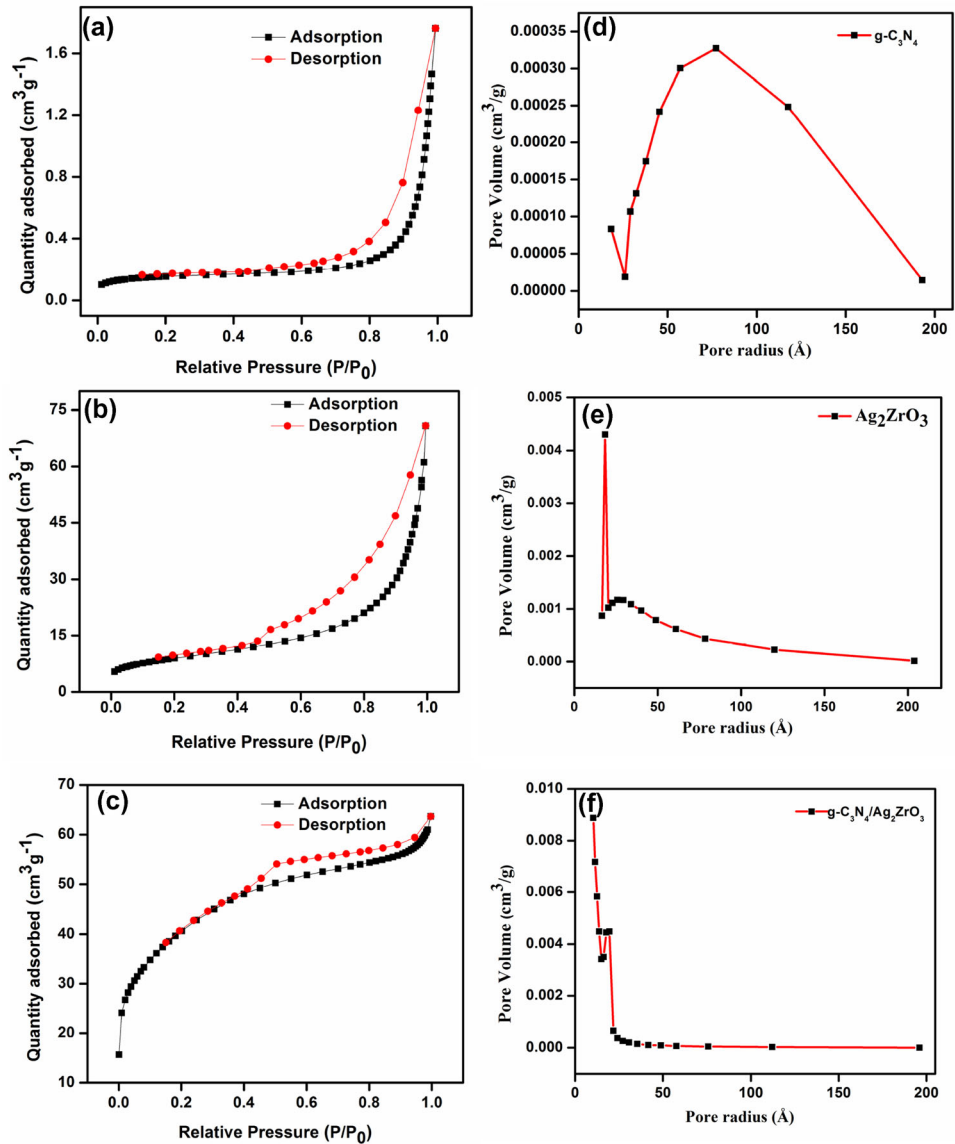 (a)
Adsorption
Desorption
Quantity adsorbed (cm³g⁻¹)
1.6
1.2
0.8
0.4
0.0
0.0 0.2 0.4 0.6 0.8 1.0
Relative Pressure (P/P₀)
(d)
g-C₃N₄
Pore Volume (cm³/g)
0.00035
0.00030
0.00025
0.00020
0.00015
0.00010
0.00005
0.00000
0 50 100 150 200
Pore radius (Å)
(b)
Adsorption
Desorption
Quantity adsorbed (cm³g⁻¹)
75
60
45
30
15
0
0.0 0.2 0.4 0.6 0.8 1.0
Relative Pressure (P/P₀)
(e)
Ag₂ZrO₃
Pore Volume (cm³/g)
0.005
0.004
0.003
0.002
0.001
0.000
0 50 100 150 200
Pore radius (Å)
(c)
Adsorption
Desorption
Quantity adsorbed (cm³g⁻¹)
70
60
50
40
30
20
10
0.0 0.2 0.4 0.6 0.8 1.0
Relative Pressure (P/P₀)
(f)
g-C₃N₄/Ag₂ZrO₃
Pore Volume (cm³/g)
0.010
0.008
0.006
0.004
0.002
0.000
0 50 100 150 200
Pore radius (Å)